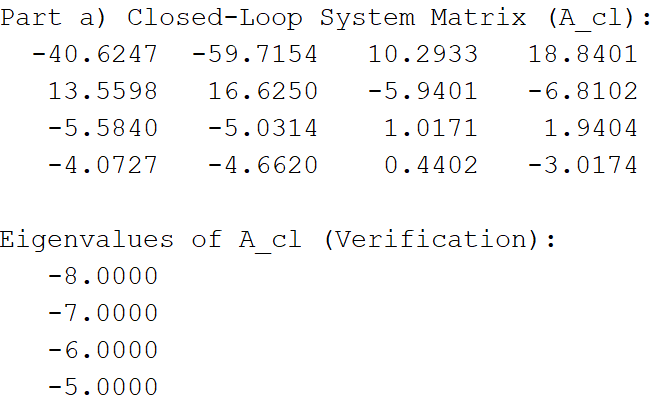 Part a) Closed-Loop System Matrix (A_cl):
-40.6247 -59.7154 10.2933 18.8401
13.5598 16.6250 -5.9401 -6.8102
-5.5840 -5.0314 1.0171 1.9404
-4.0727 -4.6620 0.4402 -3.0174
Eigenvalues of A_cl (Verification):
-8.0000
-7.0000
-6.0000
-5.0000